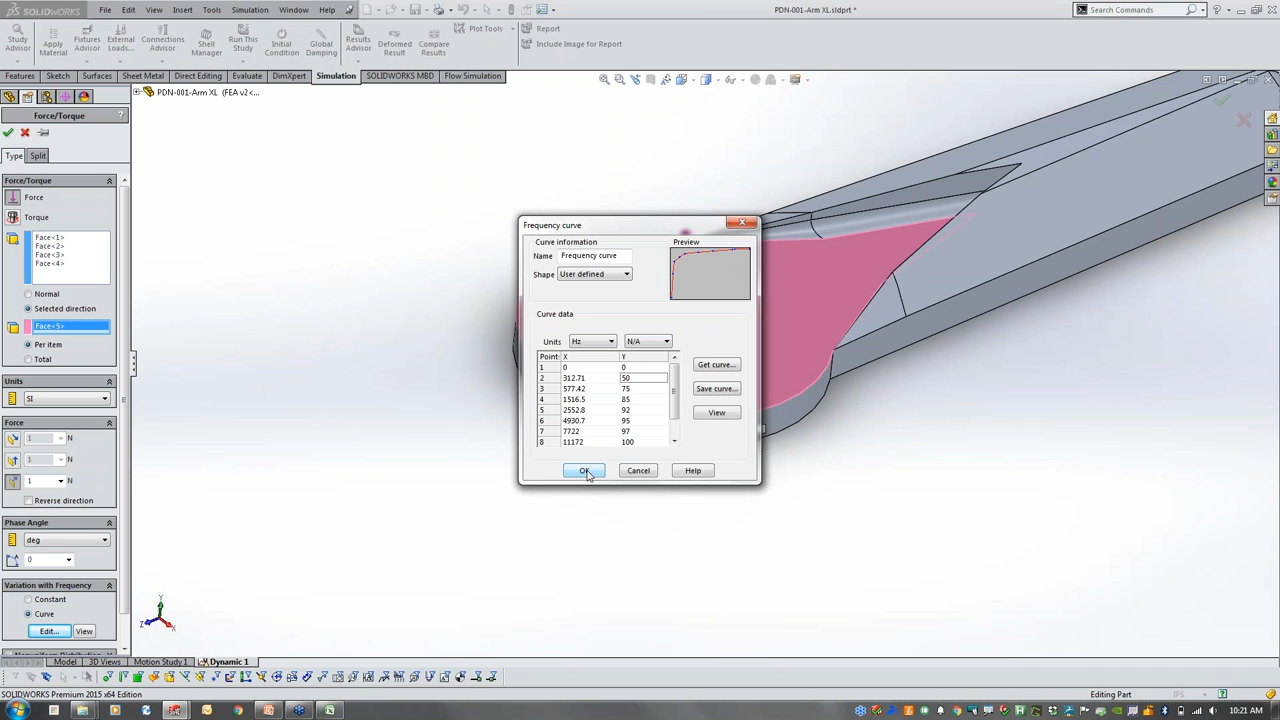 SOLIDWORKS File Edit View Insert Tools Simulation Window Help PDN-001-Arm XL.sldprt * Search Commands
Study Advisor Apply Material Fixtures Advisor External Loads... Connections Advisor Shell Manager Run This Study Initial Condition Global Damping Results Advisor Deformed Result Compare Results Plot Tools Report
Include Image for Report
Features Sketch Surfaces Sheet Metal Direct Editing Evaluate DimXpert Simulation SOLIDWORKS MBD Flow Simulation
PDN-001-Arm XL (FEA v2<...
Force/Torque ?
Type Split
Force/Torque
Force
Torque
Face<1>
Face<2>
Face<3>
Face<4>
Normal
Selected direction
Face<5>
Per item
Total
Units
SI
Force
1 N
1 N
1 N
Reverse direction
Phase Angle
deg
0
Variation with Frequency
Constant
Curve
Edit... View
Frequency curve
Curve information Preview
Name Frequency curve
Shape User defined
Curve data
Units Hz N/A
Point: X Y
1 0 0
2 312.71 50
3 577.42 75
4 1516.5 85
5 2552.8 92
6 4930.7 95
7 7722 97
8 11172 100
Get curve...
Save curve...
View
OK Cancel Help
Y
Z X
Model 3D Views Motion Study 1 Dynamic 1
SOLIDWORKS Premium 2015 x64 Edition Editing Part IPS
10:21 AM